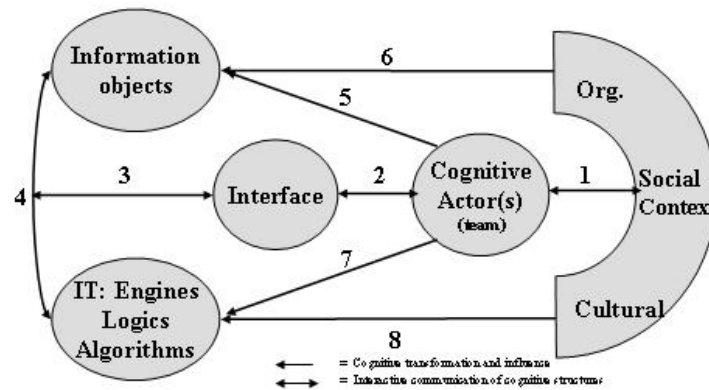 Information
objects
6
Org.
5
4
3
Interface
2
Cognitive
Actor(s)
(team)
1
Social
Context
7
IT: Engines
Logics
Algorithms
Cultural
8
= Cognitive transformation and influence
= Interactive communication of cognitive structures